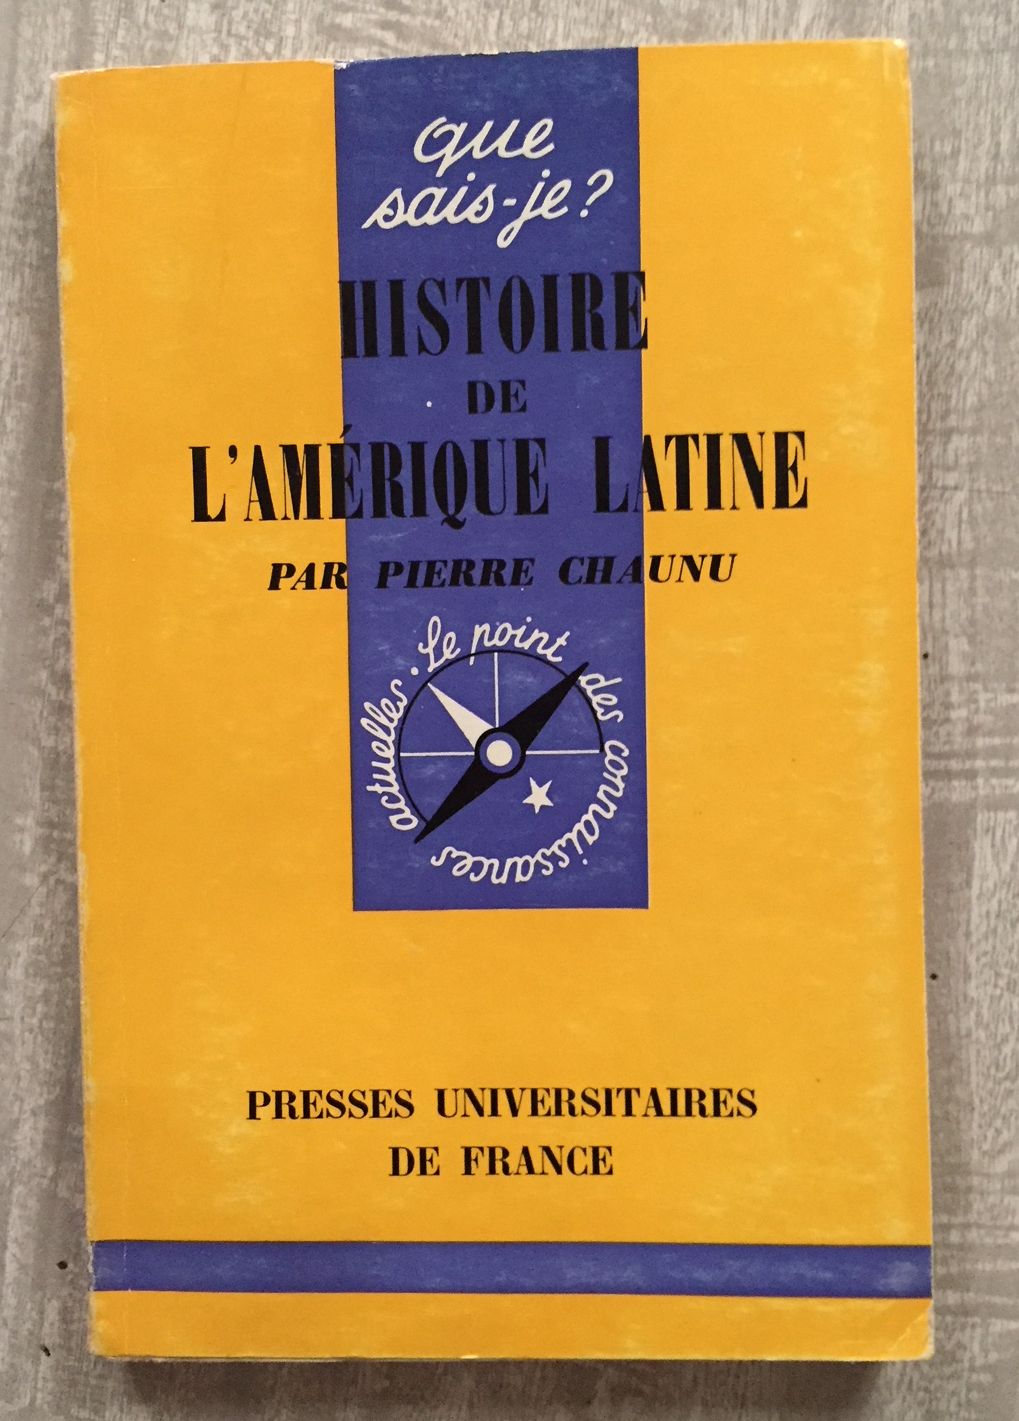 que
sais-je?
HISTOIRE
DE
L'AMÉRIQUE LATINE
PAR PIERRE CHAUNU
Le point des connaissances actuelles.
PRESSES UNIVERSITAIRES
DE FRANCE